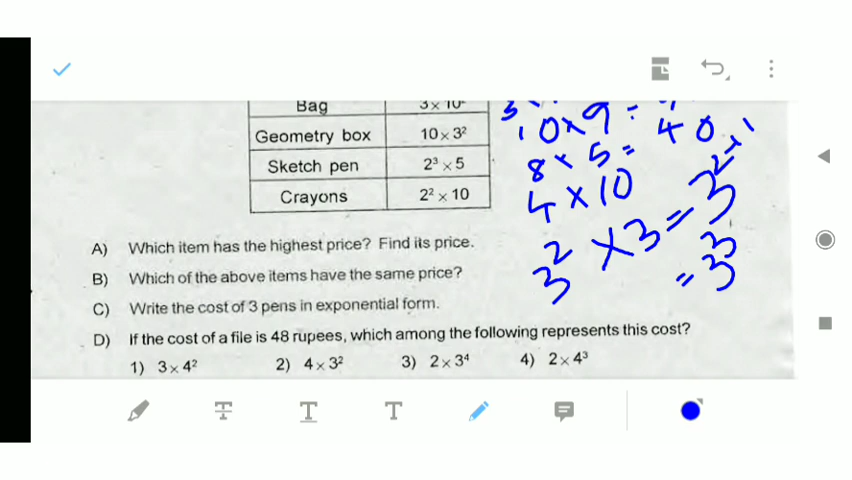 Bag 3 × 10²
Geometry box 10 × 3²
Sketch pen 2³ × 5
Crayons 2² × 10
10 × 9 =
8 × 5 = 40
4 × 10
3² × 3 = 3²⁺¹
= 3³
A) Which item has the highest price? Find its price.
B) Which of the above items have the same price?
C) Write the cost of 3 pens in exponential form.
D) If the cost of a file is 48 rupees, which among the following represents this cost?
1) 3 × 4² 2) 4 × 3² 3) 2 × 3⁴ 4) 2 × 4³
T T T